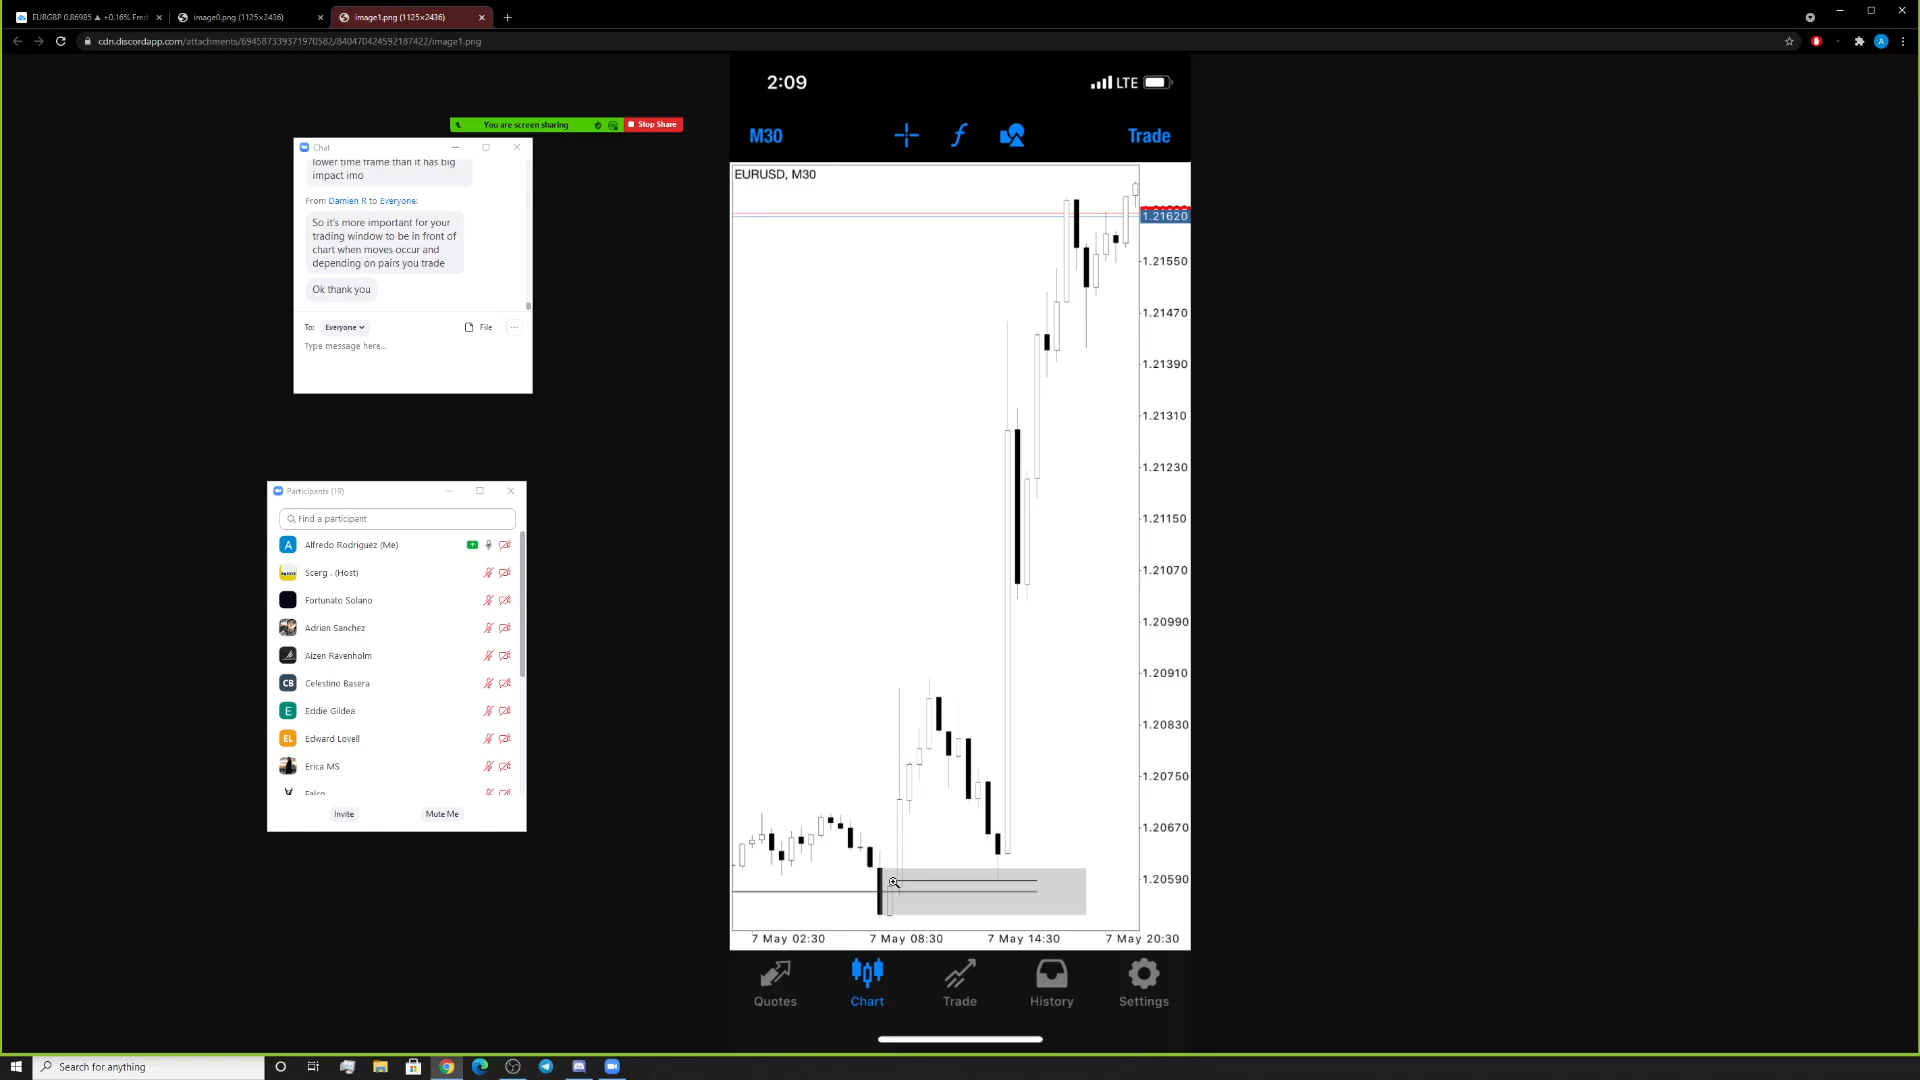 EURGBP 0.86985 ▲ +0.16% Fred
image0.png (1125×2436)
image1.png (1125×2436)
cdn.discordapp.com/attachments/694587339371970582/840470424592187422/image1.png
A
You are screen sharing
Stop Share
Chat
lower time frame than it has big
impact imo
From Damien R to Everyone:
So it's more important for your
trading window to be in front of
chart when moves occur and
depending on pairs you trade
Ok thank you
To: Everyone
File
Type message here...
Participants (19)
Find a participant
A Alfredo Rodriguez (Me)
Scerg . (Host)
Fortunato Solano
Adrian Sanchez
Aizen Ravenholm
CB Celestino Basera
E Eddie Gildea
EL Edward Lovell
Erica MS
Falco
Invite
Mute Me
2:09
LTE
M30
Trade
EURUSD, M30
1.21620
1.21550
1.21470
1.21390
1.21310
1.21230
1.21150
1.21070
1.20990
1.20910
1.20830
1.20750
1.20670
1.20590
7 May 02:30
7 May 08:30
7 May 14:30
7 May 20:30
Quotes
Chart
Trade
History
Settings
Search for anything